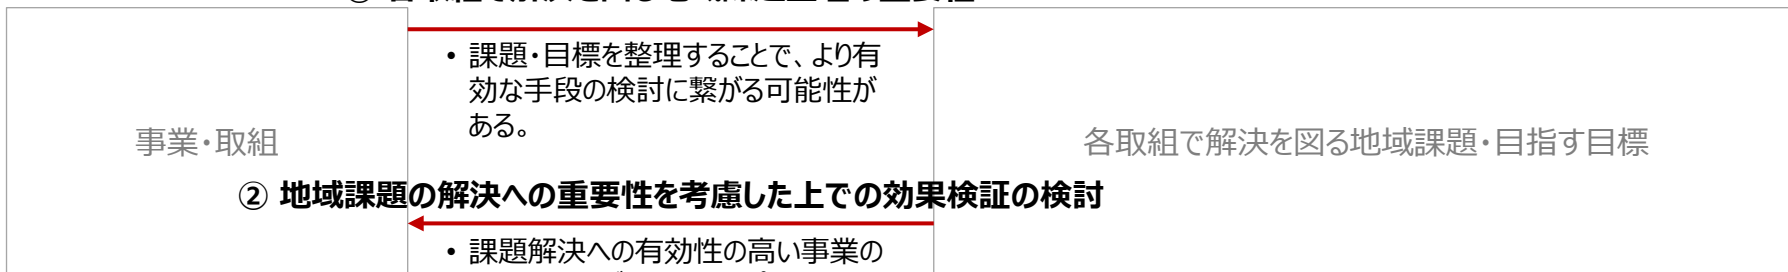 • 課題・目標を整理することで、より有
効な手段の検討に繋がる可能性が
ある。
事業・取組
各取組で解決を図る地域課題・目指す目標
② 地域課題の解決への重要性を考慮した上での効果検証の検討
• 課題解決への有効性の高い事業の